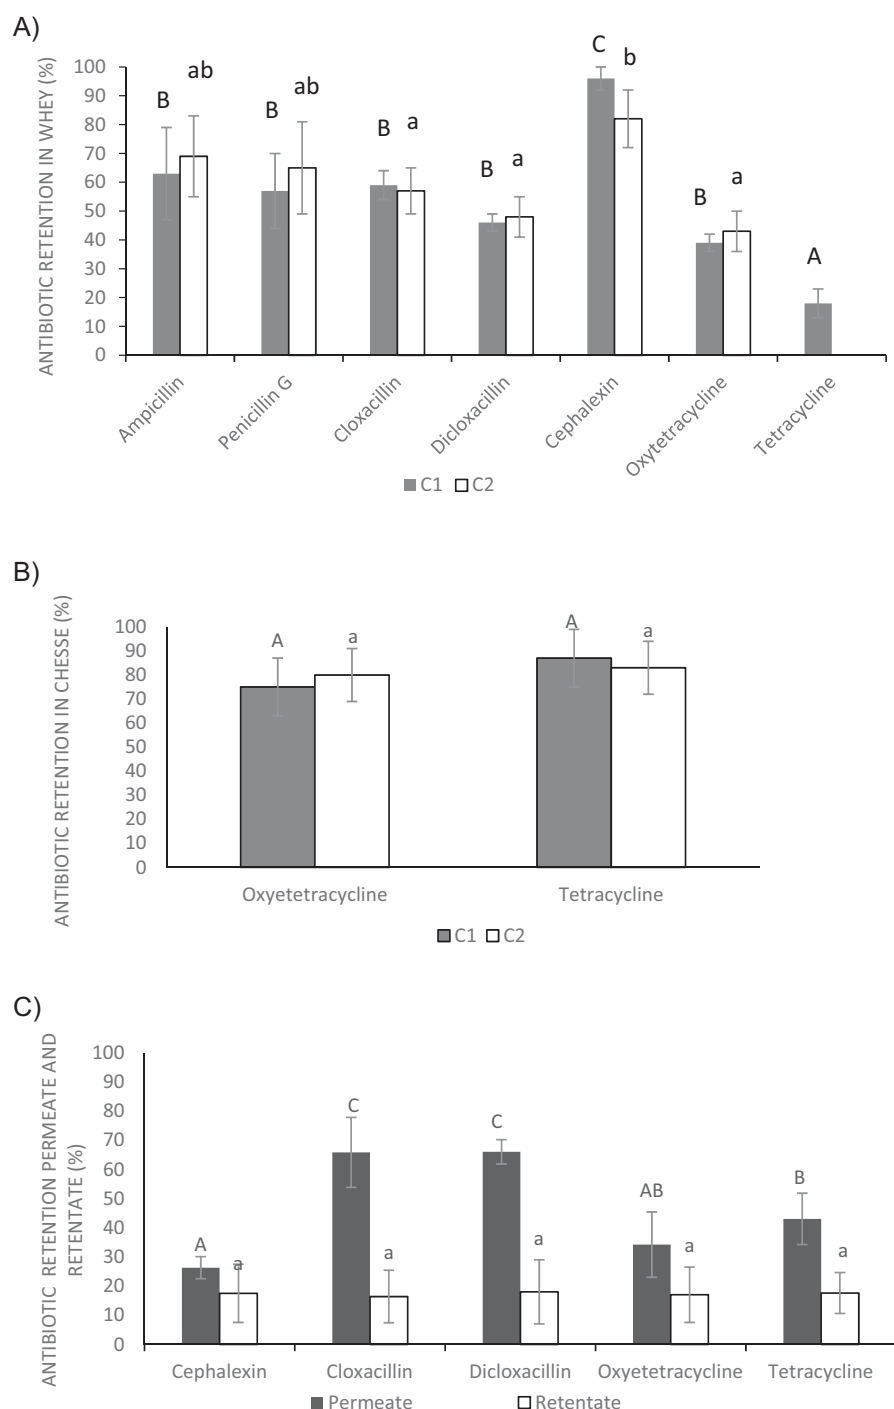 A)
ANTIBIOTIC RETENTION IN WHEY (%)
100
90
80
70
60
50
40
30
20
10
0
B
ab
B
ab
B
a
B
a
C
b
B
a
A
Ampicillin
Penicillin G
Cloxacillin
Dicloxacillin
Cephalexin
Oxytetracycline
Tetracycline
C1 C2
B)
ANTIBIOTIC RETENTION IN CHESSE (%)
100
90
80
70
60
50
40
30
20
10
0
A
a
A
a
Oxyetetracycline
Tetracycline
C1 C2
C)
ANTIBIOTIC RETENTION PERMEATE AND
RETENTATE (%)
100
90
80
70
60
50
40
30
20
10
0
A
a
C
a
C
a
AB
a
B
a
Cephalexin
Cloxacillin
Dicloxacillin
Oxyetetracycline
Tetracycline
Permeate Retentate